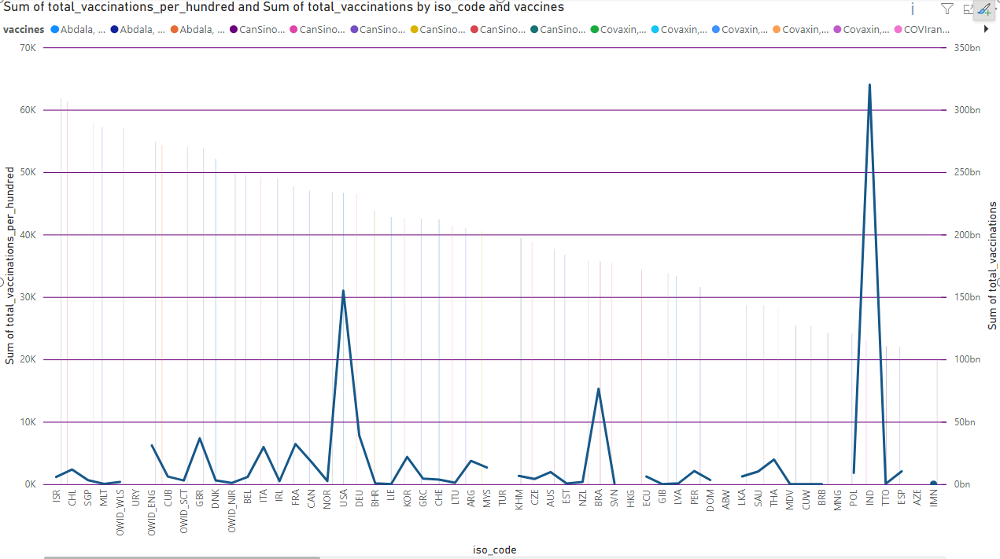 Sum of total_vaccinations_per_hundred and Sum of total_vaccinations by iso_code and vaccines
vaccines Abdala, ... Abdala, ... Abdala, ... CanSino... CanSino... CanSino... CanSino... CanSino... CanSino... Covaxin,... Covaxin,... Covaxin,... Covaxin,... Covaxin,... COVIran...
70K 350bn
60K 300bn
50K 250bn
40K 200bn
30K 150bn
20K 100bn
10K 50bn
0K 0bn
Sum of total_vaccinations_per_hundred
Sum of total_vaccinations
ISR CHL SGP MLT OWID_WLS URY OWID_ENG CUB OWID_SCT GBR DNK OWID_NIR BEL ITA IRL FRA CAN NOR USA DEU BHR LIE KOR GRC CHE LTU ARG MYS TUR KHM CZE AUS EST NZL BRA SVN HKG ECU GIB LVA PER DOM ABW LKA SAU THA MDV CUW BRB MNG POL IND TTO ESP AZE IMN
iso_code